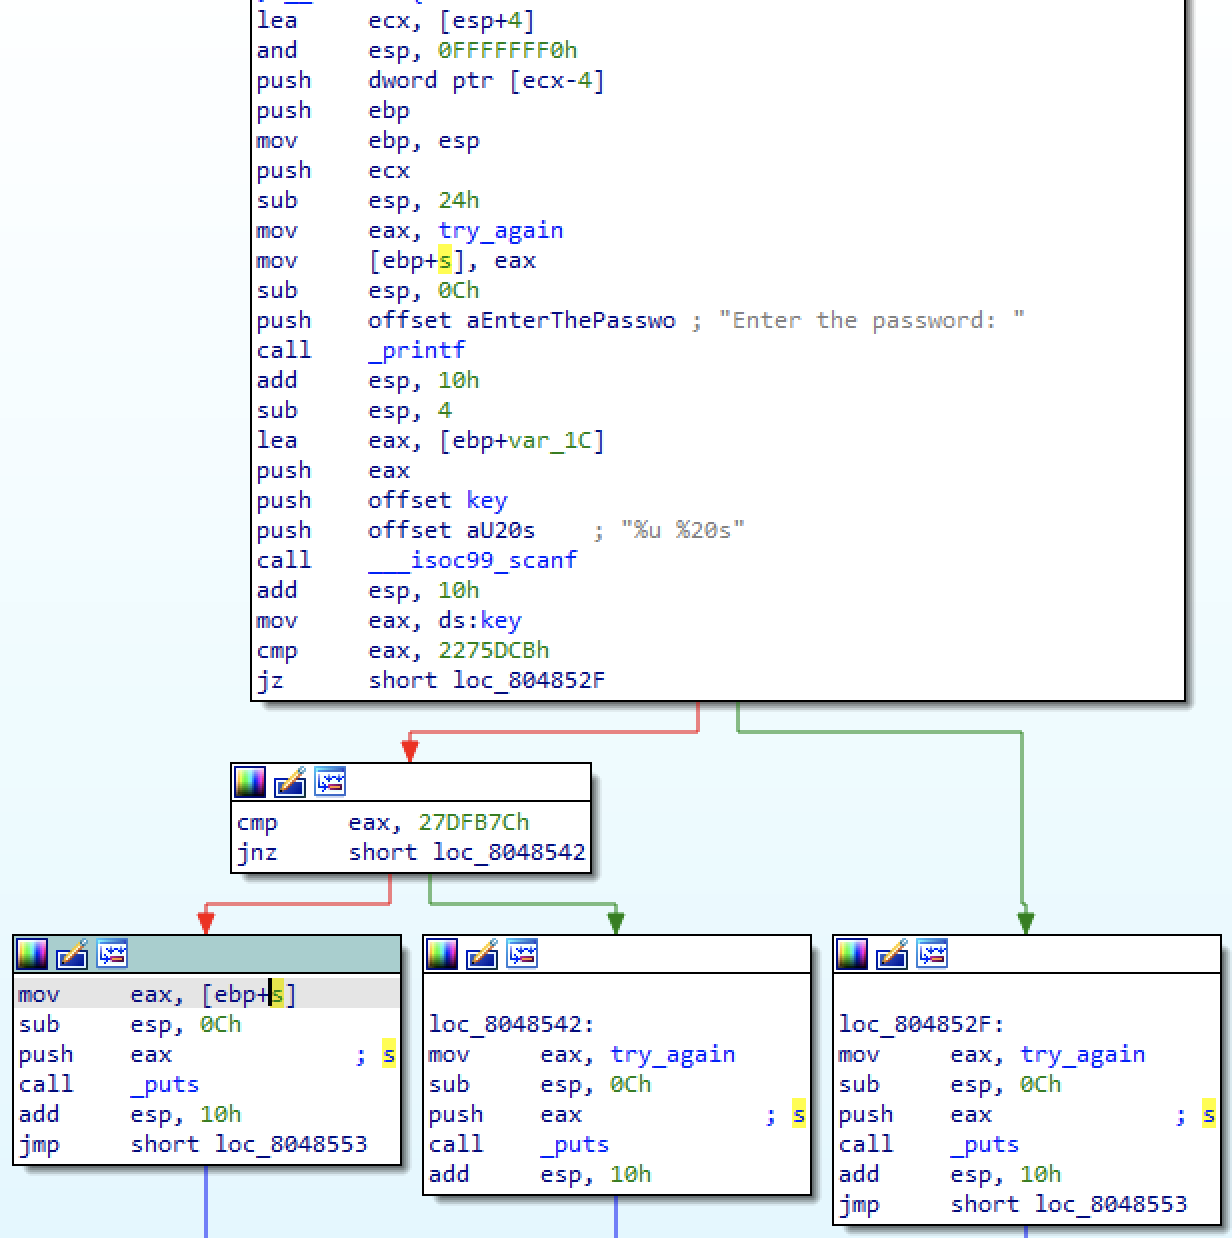 lea ecx, [esp+4]
and esp, 0FFFFFFF0h
push dword ptr [ecx-4]
push ebp
mov ebp, esp
push ecx
sub esp, 24h
mov eax, try_again
mov [ebp+s], eax
sub esp, 0Ch
push offset aEnterThePasswo ; "Enter the password: "
call _printf
add esp, 10h
sub esp, 4
lea eax, [ebp+var_1C]
push eax
push offset key
push offset aU20s ; "%u %20s"
call ___isoc99_scanf
add esp, 10h
mov eax, ds:key
cmp eax, 2275DCBh
jz short loc_804852F
cmp eax, 27DFB7Ch
jnz short loc_8048542
mov eax, [ebp+s]
sub esp, 0Ch
push eax ; s
call _puts
add esp, 10h
jmp short loc_8048553
loc_8048542:
mov eax, try_again
sub esp, 0Ch
push eax ; s
call _puts
add esp, 10h
loc_804852F:
mov eax, try_again
sub esp, 0Ch
push eax ; s
call _puts
add esp, 10h
jmp short loc_8048553